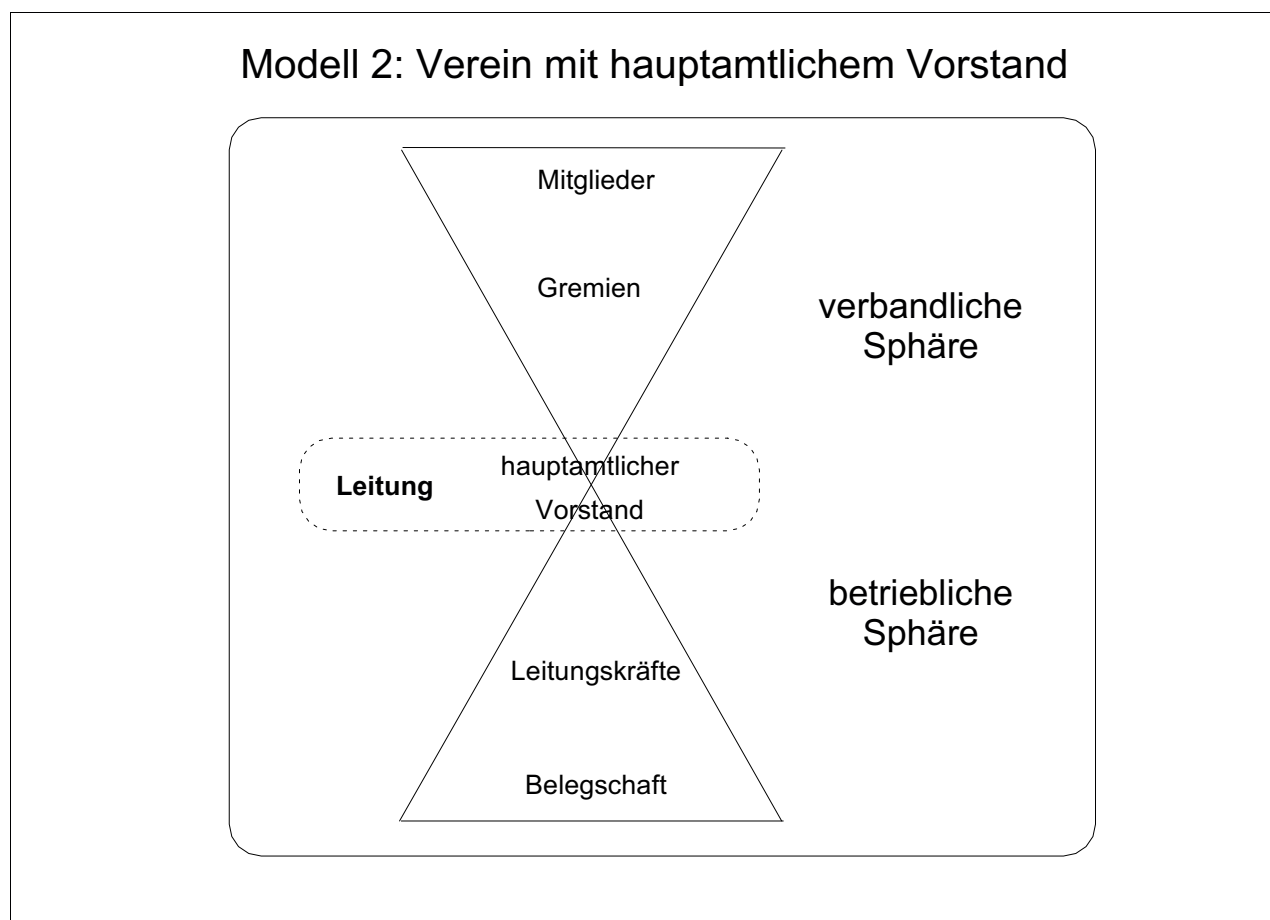 Modell 2: Verein mit hauptamtlichem Vorstand
Mitglieder
Gremien
verbandliche
Sphäre
hauptamtlicher
Leitung
Vorstand
betriebliche
Sphäre
Leitungskräfte
Belegschaft